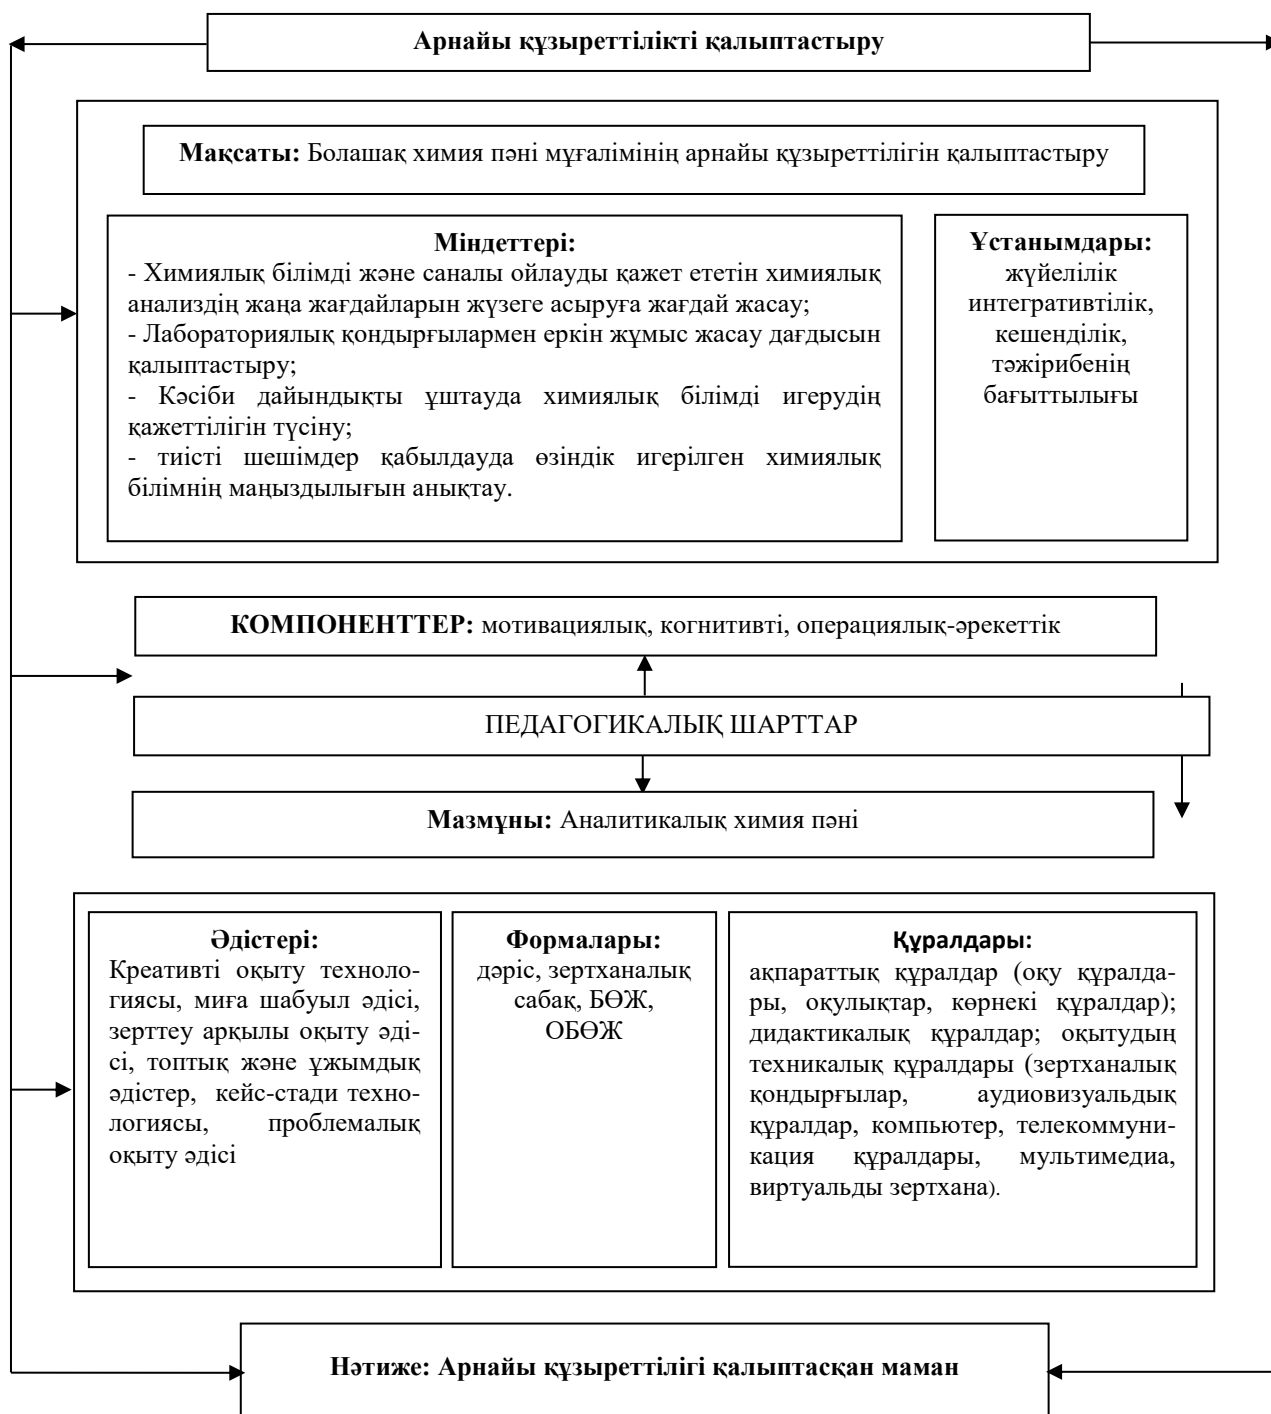 Арнайы құзыреттілікті қалыптастыру
Мақсаты: Болашақ химия пәні мұғалімінің арнайы құзыреттілігін қалыптастыру
Міндеттері:
- Химиялық білімді және саналы ойлауды қажет ететін химиялық
анализдің жаңа жағдайларын жүзеге асыруға жағдай жасау;
- Лабораториялық қондырғылармен еркін жұмыс жасау дағдысын
қалыптастыру;
- Кәсіби дайындықты ұштауда химиялық білімді игерудің
қажеттілігін түсіну;
- тиісті шешімдер қабылдауда өзіндік игерілген химиялық
білімнің маңыздылығын анықтау.
Ұстанымдары:
жүйелілік
интегративтілік,
кешенділік,
тәжірибенің
бағыттылығы
КОМПОНЕНТТЕР: мотивациялық, когнитивті, операциялық-әрекеттік
ПЕДАГОГИКАЛЫҚ ШАРТТАР
Мазмұны: Аналитикалық химия пәні
Әдістері:
Креативті оқыту техноло-
гиясы, миға шабуыл әдісі,
зерттеу арқылы оқыту әді-
сі, топтық және ұжымдық
әдістер, кейс-стади техно-
логиясы, проблемалық
оқыту әдісі
Формалары:
дәріс, зертханалық
сабақ, БӨЖ,
ОБӨЖ
Құралдары:
ақпараттық құралдар (оқу құралда-
ры, оқулықтар, көрнекі құралдар);
дидактикалық құралдар; оқытудың
техникалық құралдары (зертханалық
қондырғылар, аудиовизуальдық
құралдар, компьютер, телекоммуни-
кация құралдары, мультимедиа,
виртуальды зертхана).
Нәтиже: Арнайы құзыреттілігі қалыптасқан маман